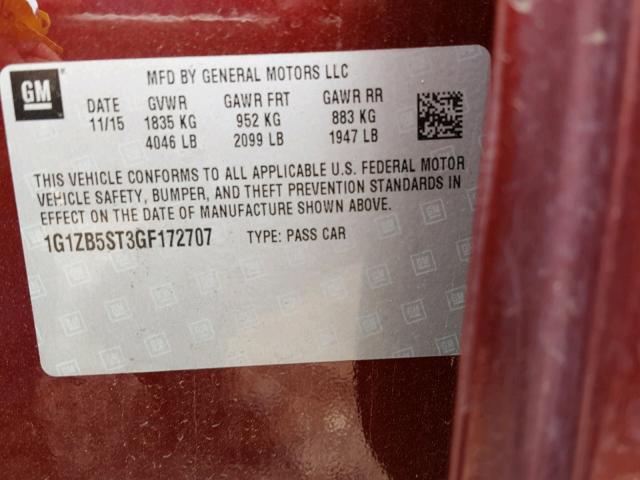 GM
MFD BY GENERAL MOTORS LLC
DATE GVWR GAWR FRT GAWR RR
11/15 1835 KG 952 KG 883 KG
4046 LB 2099 LB 1947 LB
THIS VEHICLE CONFORMS TO ALL APPLICABLE U.S. FEDERAL MOTOR
VEHICLE SAFETY, BUMPER, AND THEFT PREVENTION STANDARDS IN
EFFECT ON THE DATE OF MANUFACTURE SHOWN ABOVE.
1G1ZB5ST3GF172707 TYPE: PASS CAR